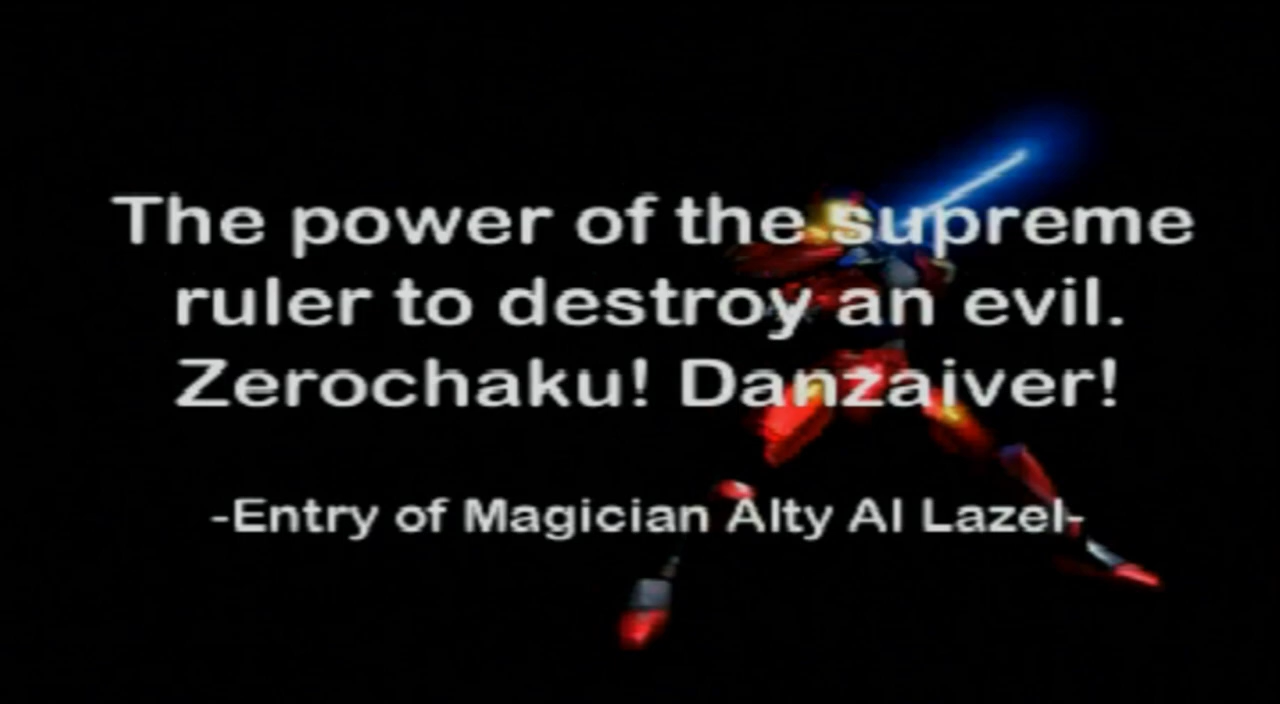 The power of the supreme
ruler to destroy an evil.
Zerochaku! Danzaiver!
-Entry of Magician Alty Al Lazel-